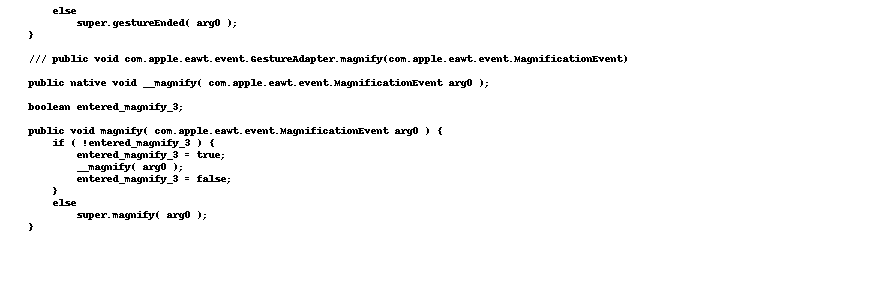 else
super.gestureEnded( arg0 );
}
/// public void com.apple.eawt.event.GestureAdapter.magnify(com.apple.eawt.event.MagnificationEvent)
public native void __magnify( com.apple.eawt.event.MagnificationEvent arg0 );
boolean entered_magnify_3;
public void magnify( com.apple.eawt.event.MagnificationEvent arg0 ) {
if ( !entered_magnify_3 ) {
entered_magnify_3 = true;
__magnify( arg0 );
entered_magnify_3 = false;
}
else
super.magnify( arg0 );
}